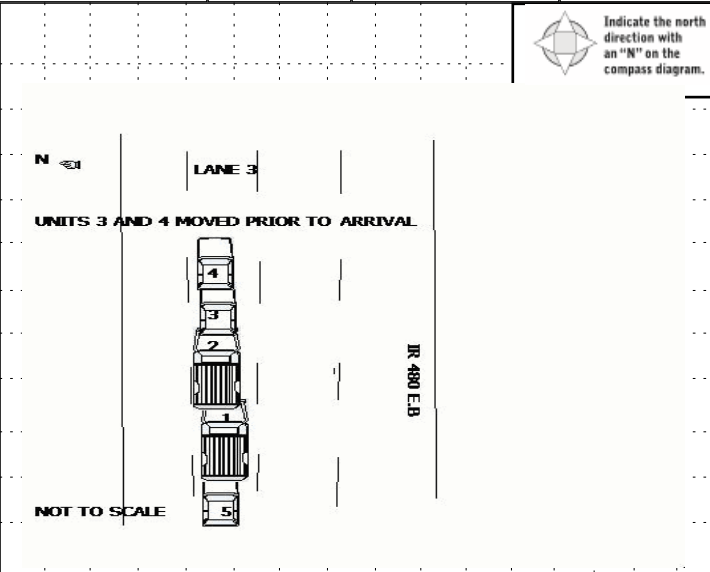 Indicate the north
direction with
an "N" on the
compass diagram.
N
LANE 3
UNITS 3 AND 4 MOVED PRIOR TO ARRIVAL
4
3
2
IR 480 E.B
1
NOT TO SCALE
5